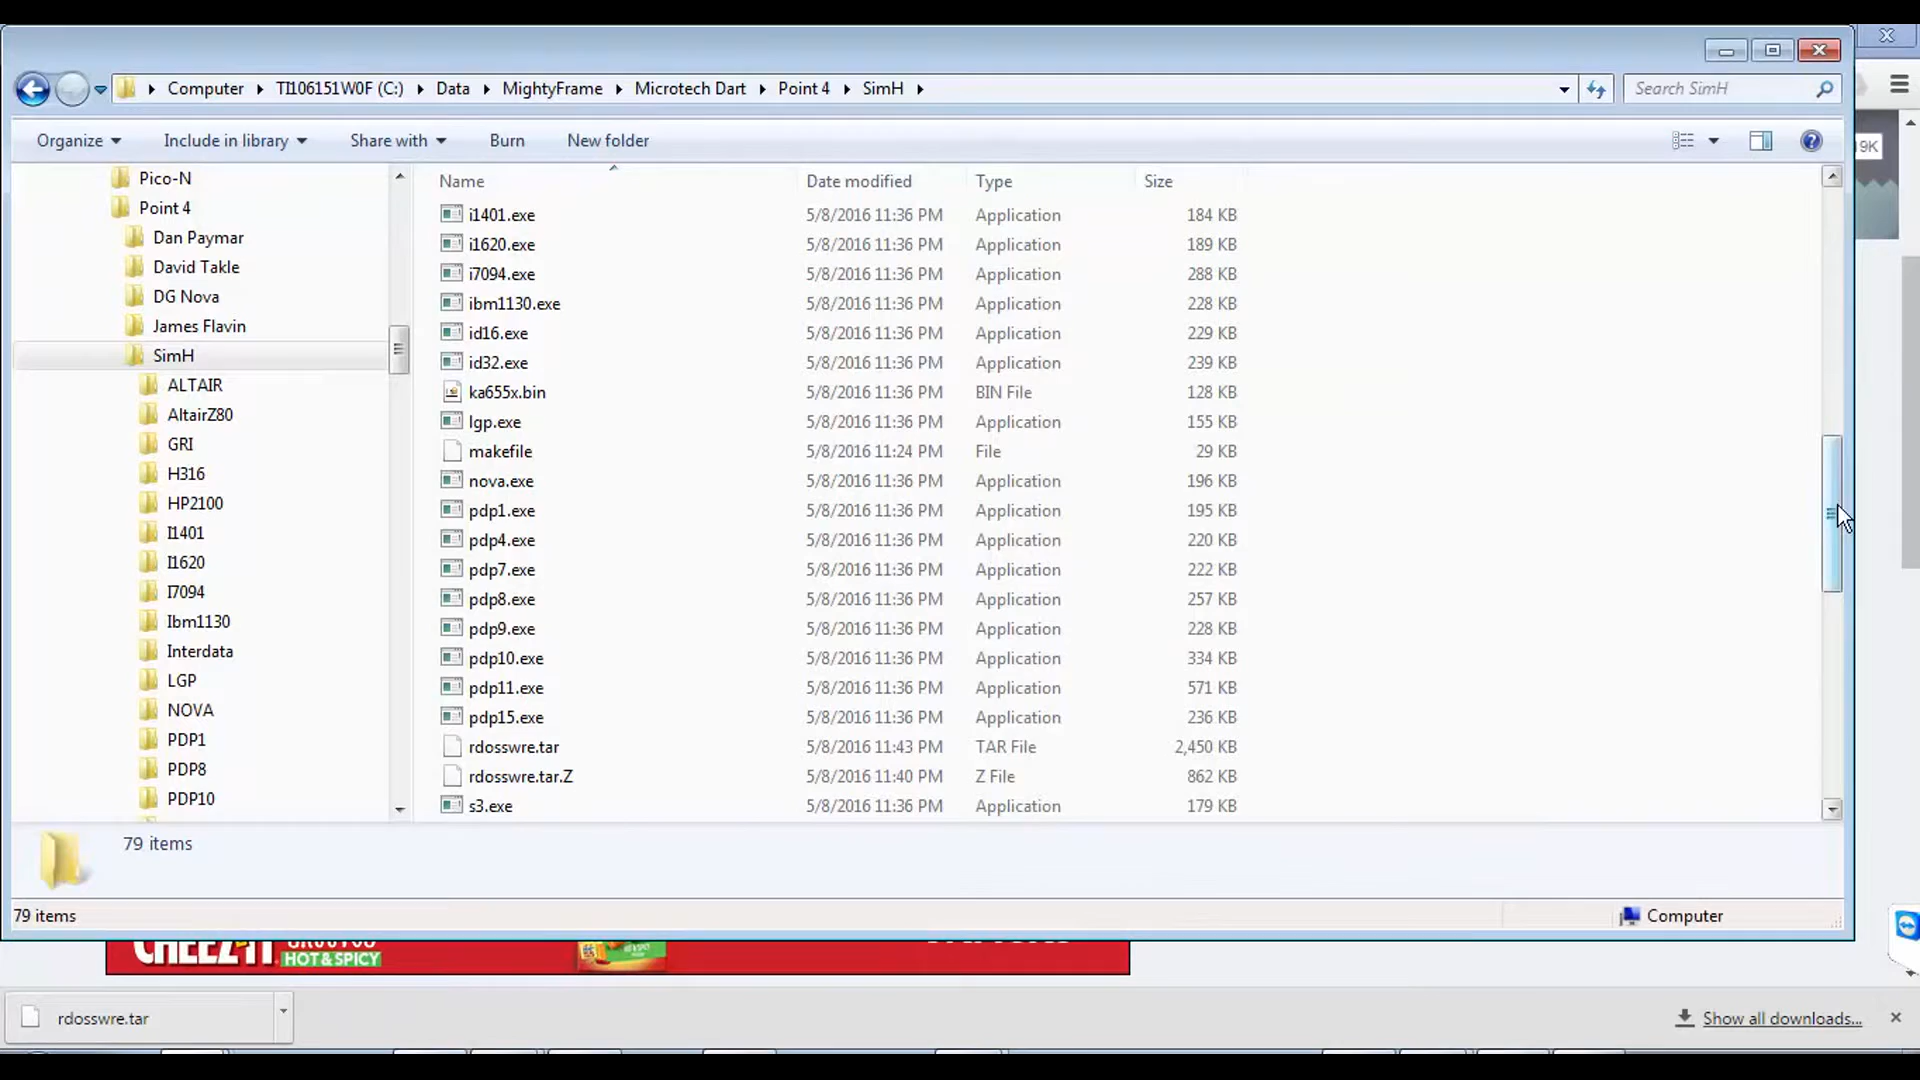 Computer TI106151W0F (C:) Data MightyFrame Microtech Dart Point 4 SimH
Search SimH
Organize Include in library Share with Burn New folder
19K
Pico-N
Point 4
Dan Paymar
David Takle
DG Nova
James Flavin
SimH
ALTAIR
AltairZ80
GRI
H316
HP2100
I1401
I1620
I7094
Ibm1130
Interdata
LGP
NOVA
PDP1
PDP8
PDP10
Name Date modified Type Size
i1401.exe 5/8/2016 11:36 PM Application 184 KB
i1620.exe 5/8/2016 11:36 PM Application 189 KB
i7094.exe 5/8/2016 11:36 PM Application 288 KB
ibm1130.exe 5/8/2016 11:36 PM Application 228 KB
id16.exe 5/8/2016 11:36 PM Application 229 KB
id32.exe 5/8/2016 11:36 PM Application 239 KB
ka655x.bin 5/8/2016 11:36 PM BIN File 128 KB
lgp.exe 5/8/2016 11:36 PM Application 155 KB
makefile 5/8/2016 11:24 PM File 29 KB
nova.exe 5/8/2016 11:36 PM Application 196 KB
pdp1.exe 5/8/2016 11:36 PM Application 195 KB
pdp4.exe 5/8/2016 11:36 PM Application 220 KB
pdp7.exe 5/8/2016 11:36 PM Application 222 KB
pdp8.exe 5/8/2016 11:36 PM Application 257 KB
pdp9.exe 5/8/2016 11:36 PM Application 228 KB
pdp10.exe 5/8/2016 11:36 PM Application 334 KB
pdp11.exe 5/8/2016 11:36 PM Application 571 KB
pdp15.exe 5/8/2016 11:36 PM Application 236 KB
rdosswre.tar 5/8/2016 11:43 PM TAR File 2,450 KB
rdosswre.tar.Z 5/8/2016 11:40 PM Z File 862 KB
s3.exe 5/8/2016 11:36 PM Application 179 KB
79 items
79 items
Computer
CHEEZ-IT
HOT & SPICY
rdosswre.tar
Show all downloads...